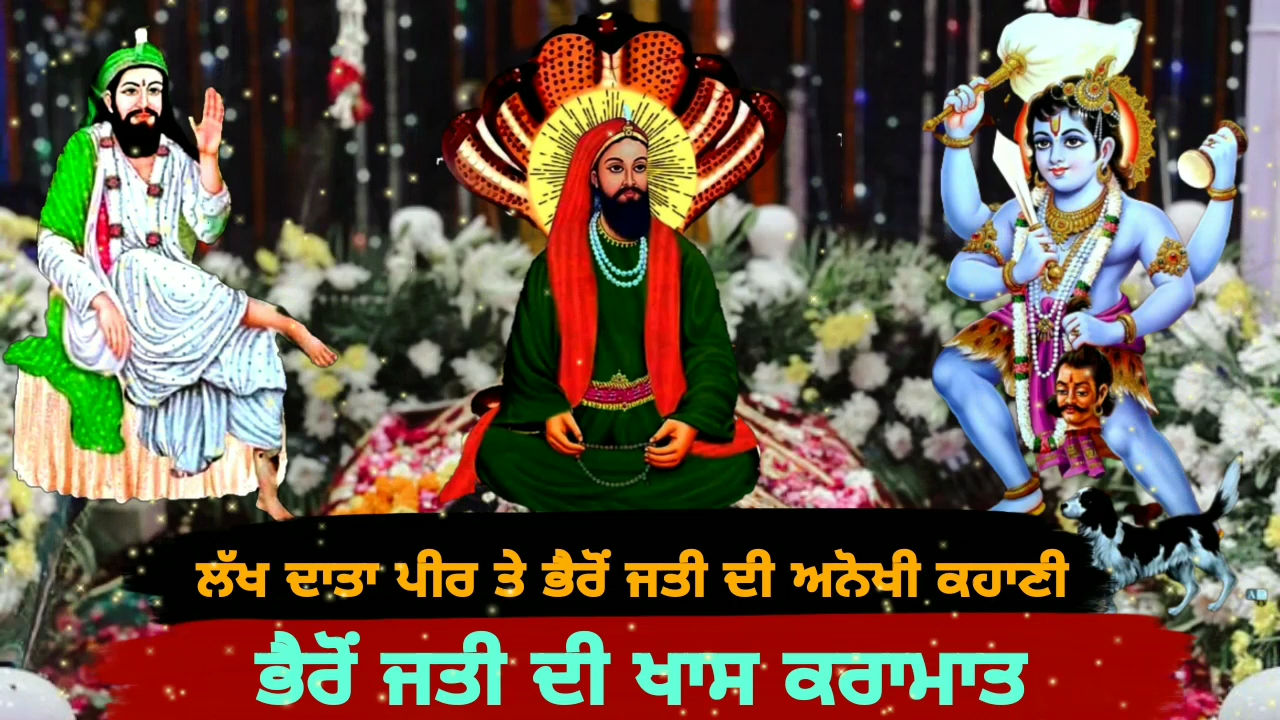 ਲੱਖ ਦਾਤਾ ਪੀਰ ਤੇ ਭੈਰੋਂ ਜਤੀ ਦੀ ਅਨੋਖੀ ਕਹਾਣੀ
ਭੈਰੋਂ ਜਤੀ ਦੀ ਖਾਸ ਕਰਾਮਾਤ